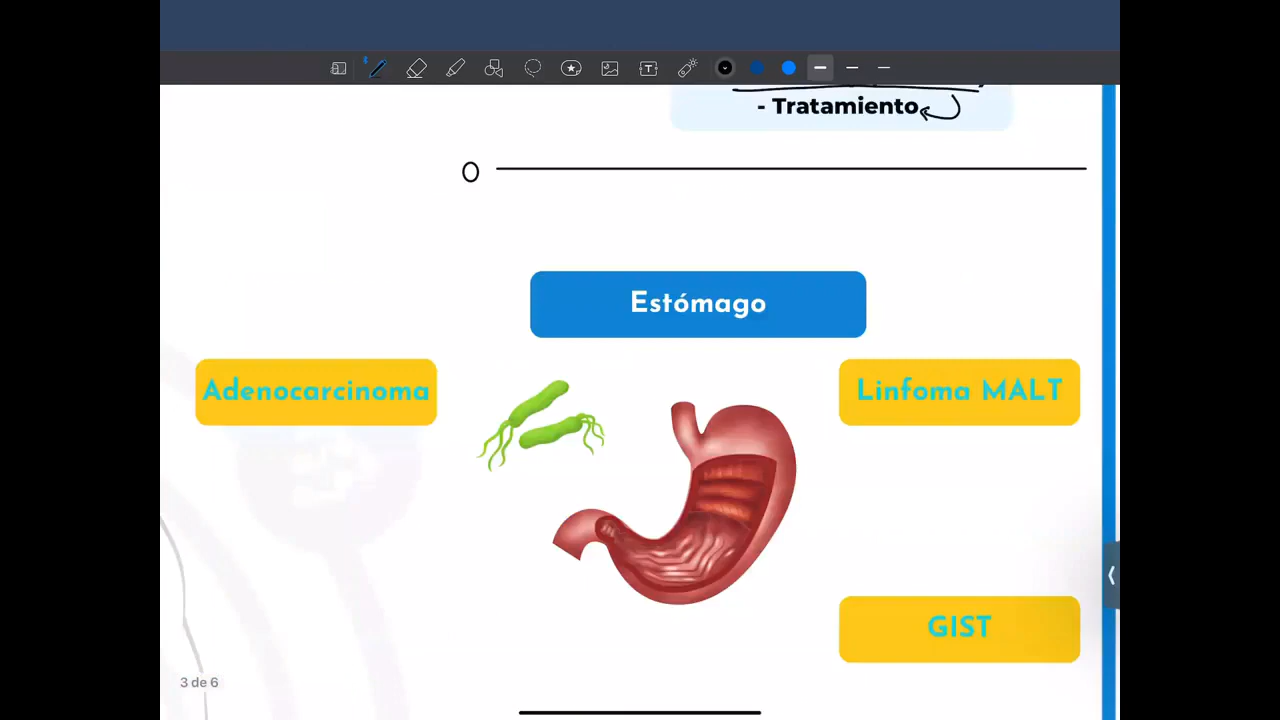 - Tratamiento
Estómago
Adenocarcinoma
Linfoma MALT
GIST
3 de 6